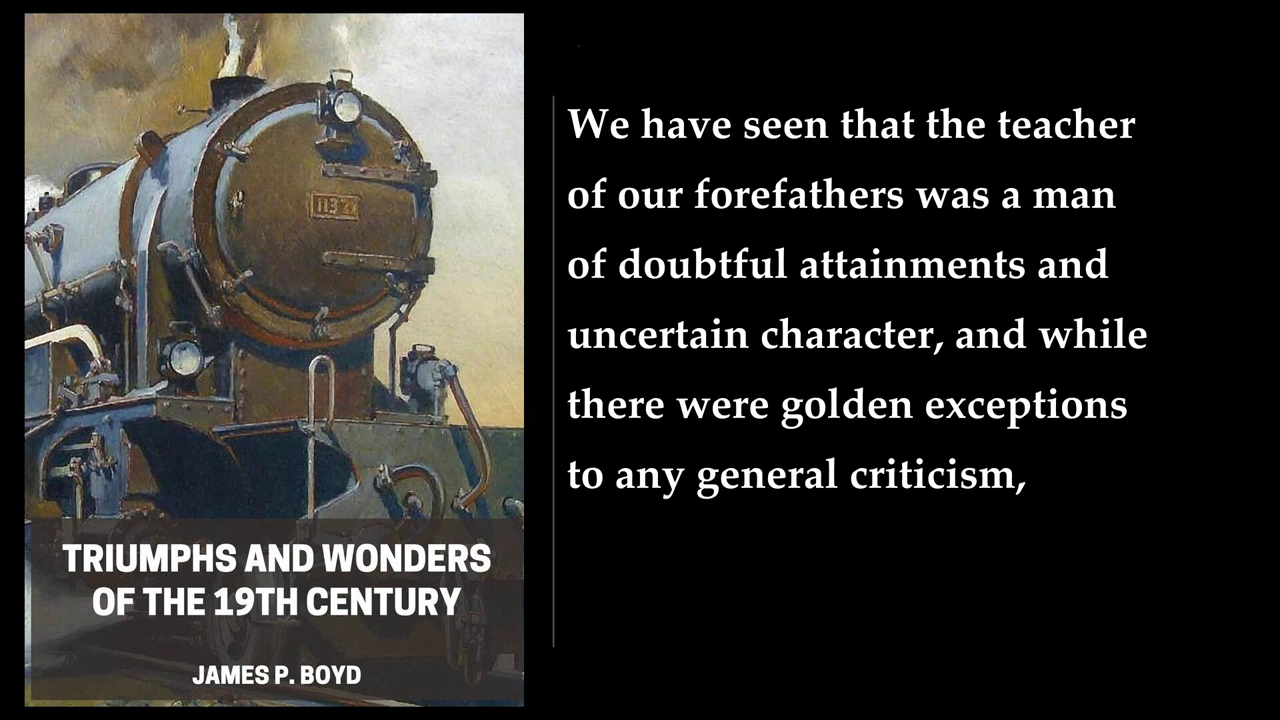 TRIUMPHS AND WONDERS
OF THE 19TH CENTURY
JAMES P. BOYD
We have seen that the teacher
of our forefathers was a man
of doubtful attainments and
uncertain character, and while
there were golden exceptions
to any general criticism,